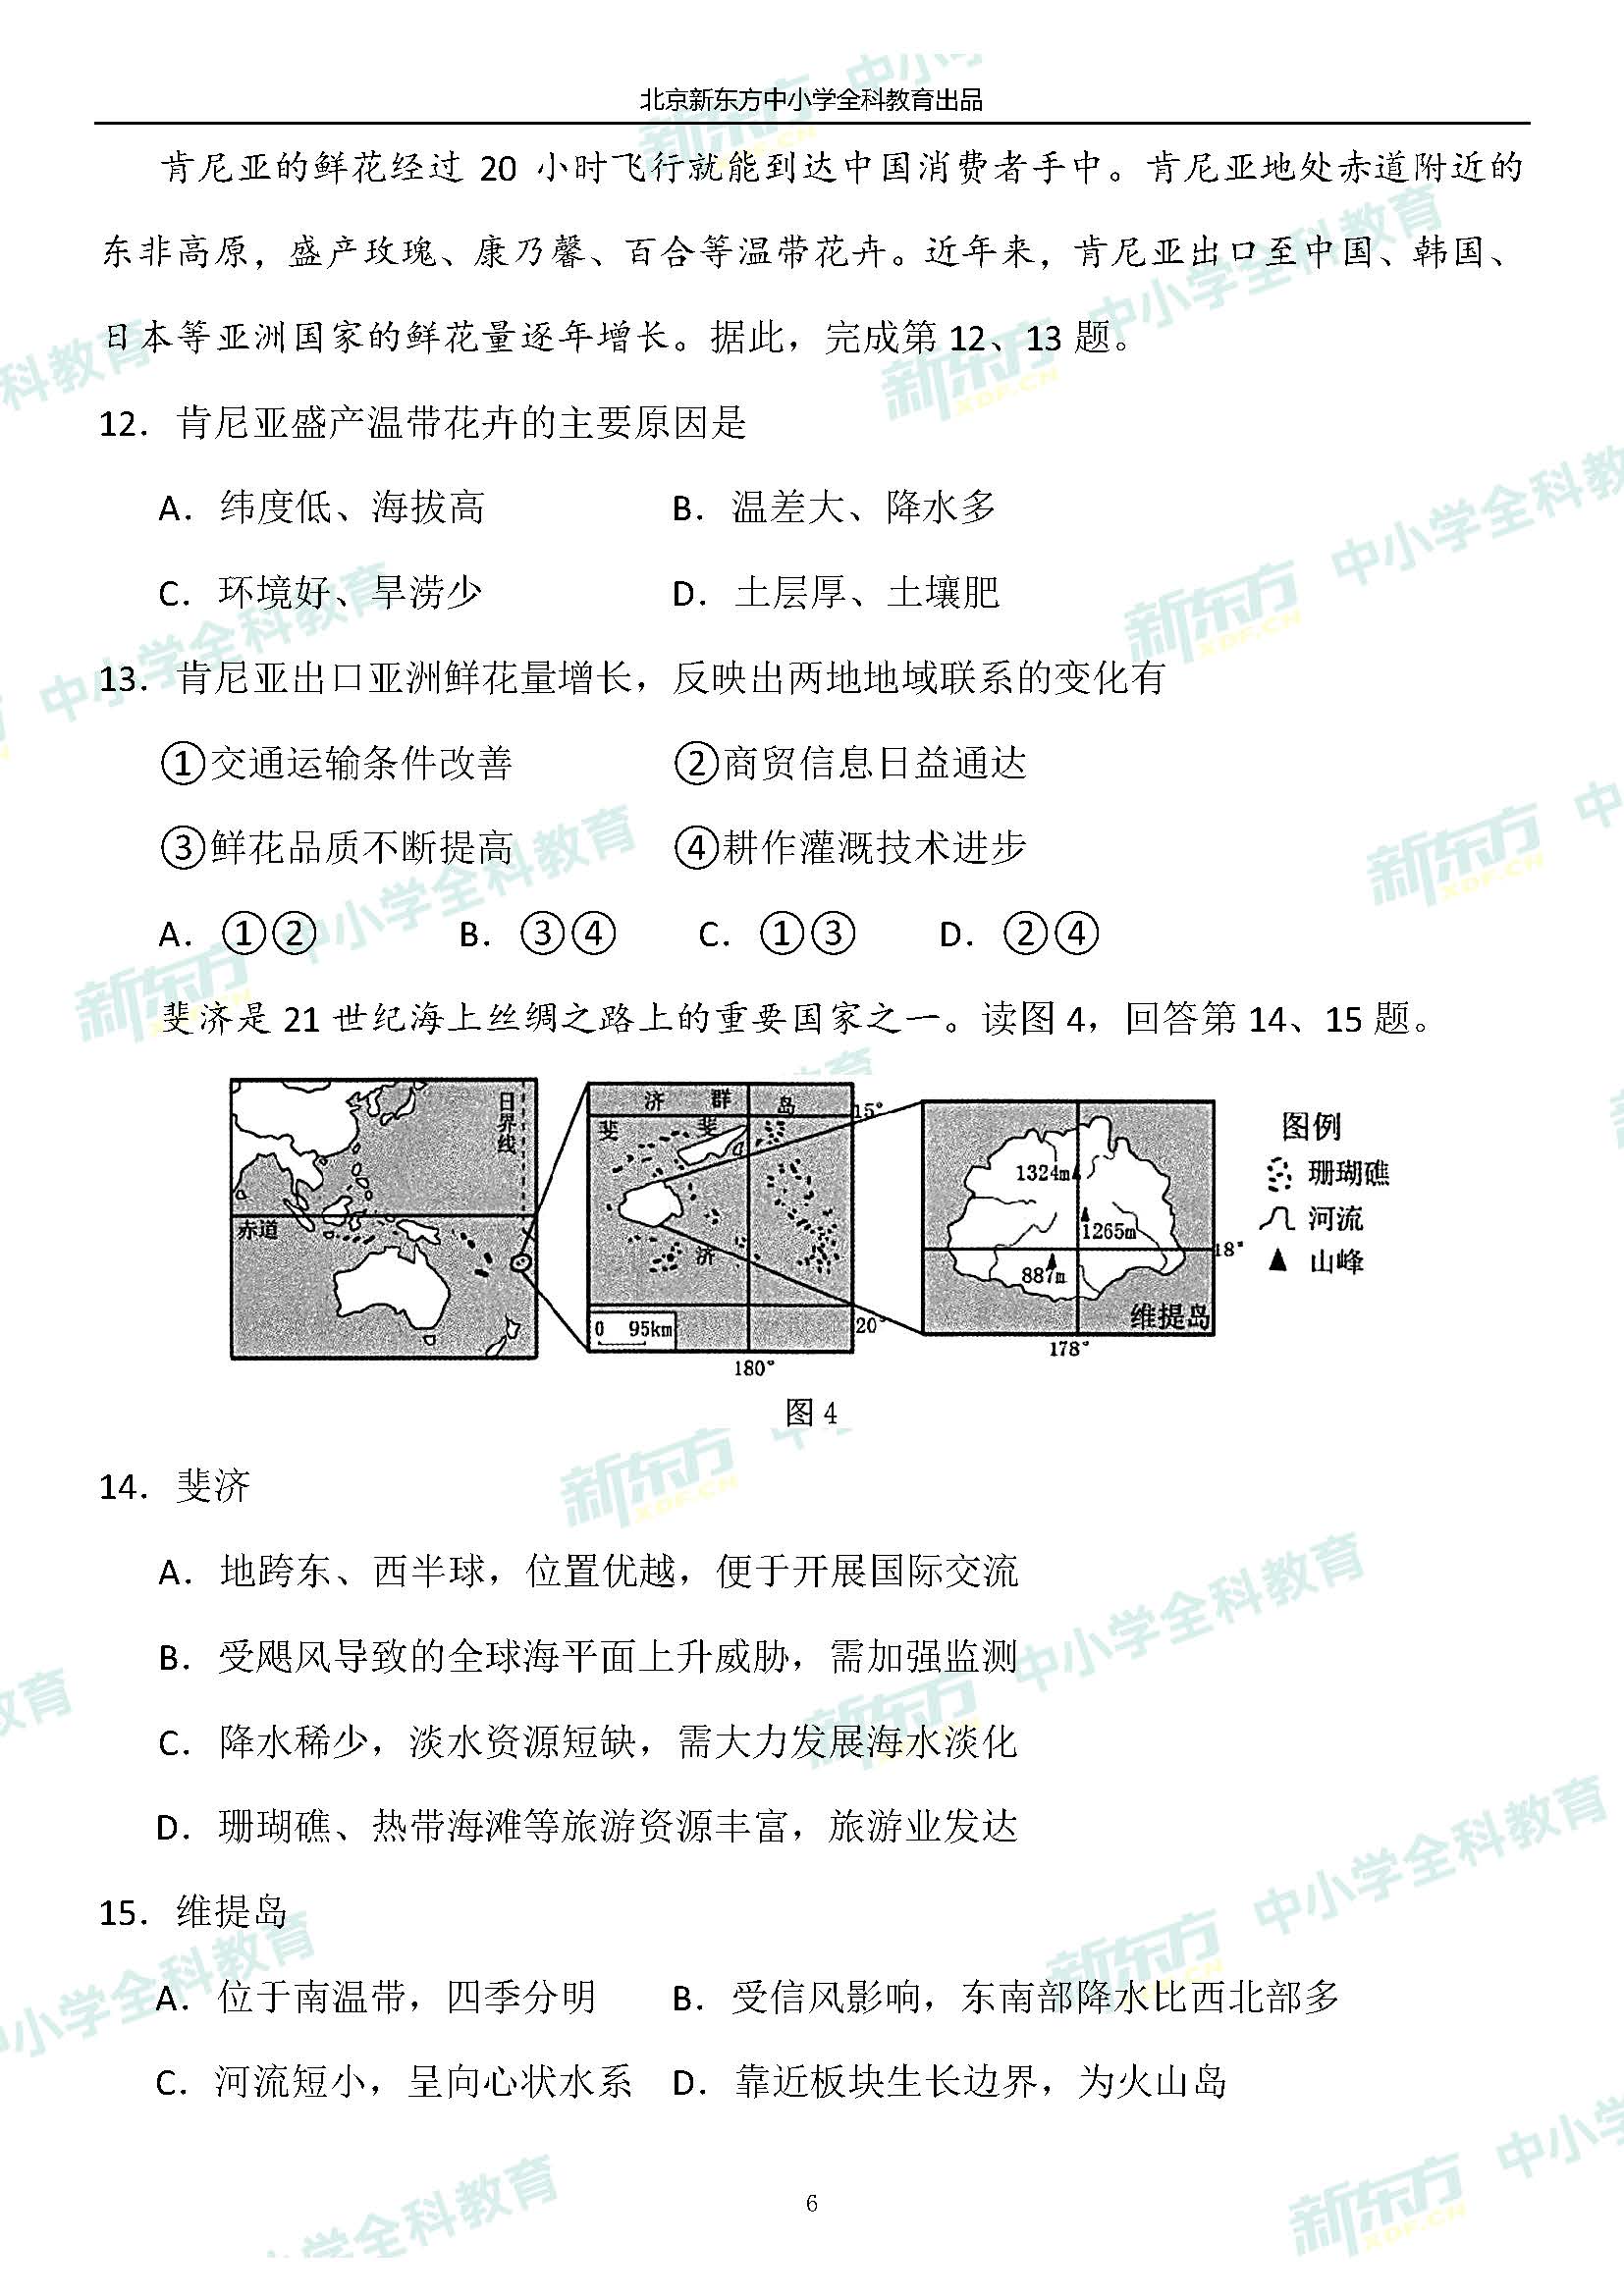 北京新东方中小学全科教育出品
肯尼亚的鲜花经过 20 小时飞行就能到达中国消费者手中。肯尼亚地处赤道附近的
东非高原，盛产玫瑰、康乃馨、百合等温带花卉。近年来，肯尼亚出口至中国、韩国、
日本等亚洲国家的鲜花量逐年增长。据此，完成第 12、13 题。
12．肯尼亚盛产温带花卉的主要原因是
A．纬度低、海拔高 B．温差大、降水多
C．环境好、旱涝少 D．土层厚、土壤肥
13．肯尼亚出口亚洲鲜花量增长，反映出两地地域联系的变化有
①交通运输条件改善 ②商贸信息日益通达
③鲜花品质不断提高 ④耕作灌溉技术进步
A．①② B．③④ C．①③ D．②④
斐济是 21 世纪海上丝绸之路上的重要国家之一。读图 4，回答第 14、15 题。
日界线
赤道
济 群 岛
斐 斐
济
15°
20°
0 95km
180°
1324m
1265m
887m
18°
维提岛
178°
图例
珊瑚礁
河流
山峰
图 4
14．斐济
A．地跨东、西半球，位置优越，便于开展国际交流
B．受飓风导致的全球海平面上升威胁，需加强监测
C．降水稀少，淡水资源短缺，需大力发展海水淡化
D．珊瑚礁、热带海滩等旅游资源丰富，旅游业发达
15．维提岛
A．位于南温带，四季分明 B．受信风影响，东南部降水比西北部多
C．河流短小，呈向心状水系 D．靠近板块生长边界，为火山岛
6
新东方 XDF.CN 中小学全科教育